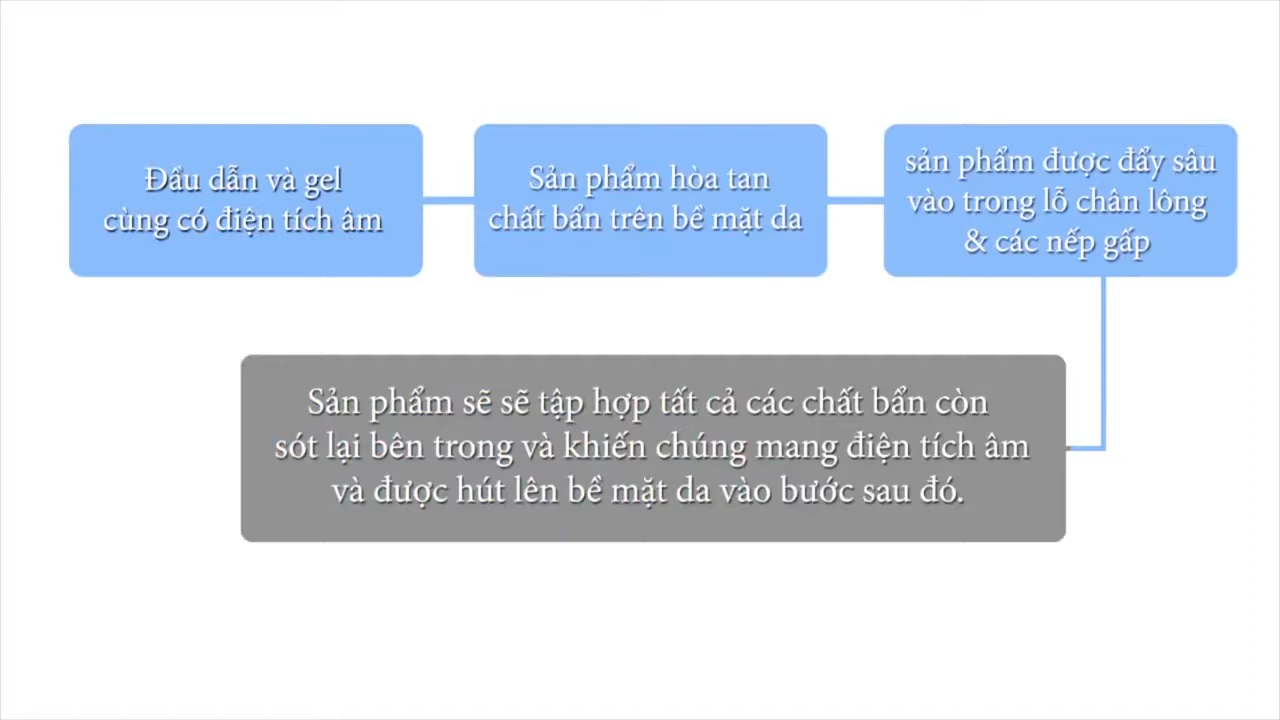 Đầu dẫn và gel
cùng có điện tích âm
Sản phẩm hòa tan
chất bẩn trên bề mặt da
sản phẩm được đẩy sâu
vào trong lỗ chân lông
& các nếp gấp
Sản phẩm sẽ sẽ tập hợp tất cả các chất bẩn còn
sót lại bên trong và khiến chúng mang điện tích âm
và được hút lên bề mặt da vào bước sau đó.